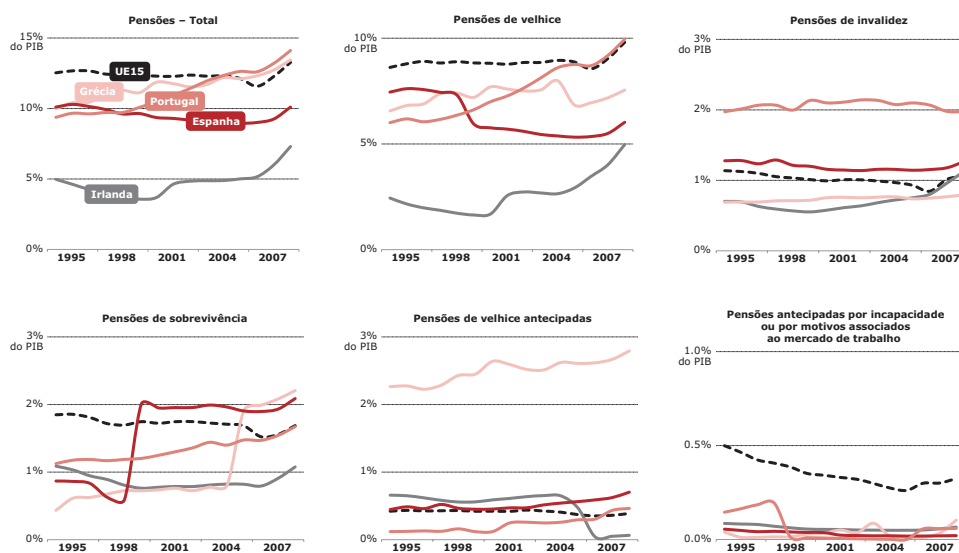 Pensões – Total
15%
do PIB
UE15
Grécia
10%
Portugal
Espanha
5%
Irlanda
0%
1995 1998 2001 2004 2007
Pensões de velhice
10%
do PIB
5%
0%
1995 1998 2001 2004 2007
Pensões de invalidez
3%
do PIB
2%
1%
0%
1995 1998 2001 2004 2007
Pensões de sobrevivência
3%
do PIB
2%
1%
0%
1995 1998 2001 2004 2007
Pensões de velhice antecipadas
3%
do PIB
2%
1%
0%
1995 1998 2001 2004 2007
Pensões antecipadas por incapacidade
ou por motivos associados
ao mercado de trabalho
1.0%
do PIB
0.5%
0.0%
1995 1998 2001 2004 2007